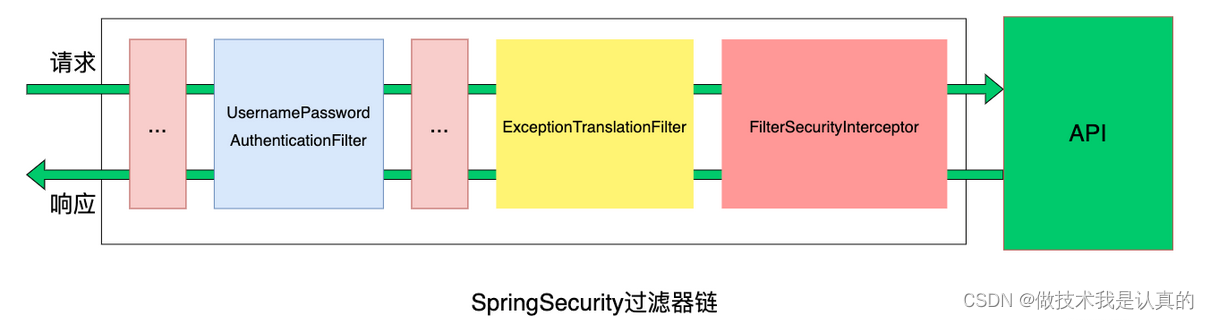 请求
...
UsernamePassword
AuthenticationFilter
...
ExceptionTranslationFilter
FilterSecurityInterceptor
API
响应
SpringSecurity过滤器链
CSDN @做技术我是认真的